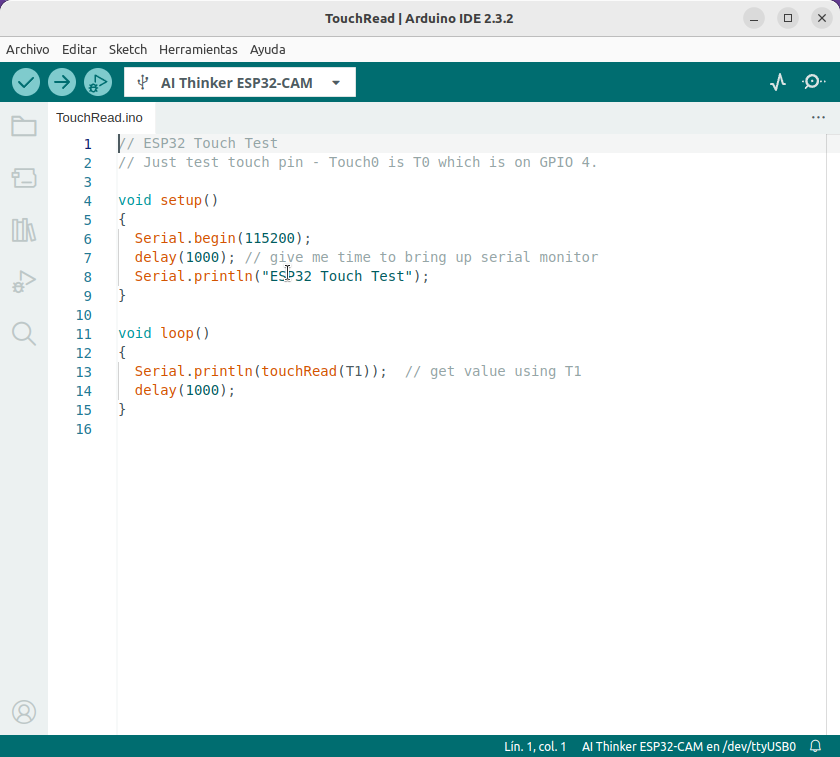 TouchRead | Arduino IDE 2.3.2
Archivo Editar Sketch Herramientas Ayuda
AI Thinker ESP32-CAM
TouchRead.ino
1 // ESP32 Touch Test
2 // Just test touch pin - Touch0 is T0 which is on GPIO 4.
3
4 void setup()
5 {
6 Serial.begin(115200);
7 delay(1000); // give me time to bring up serial monitor
8 Serial.println("ESP32 Touch Test");
9 }
10
11 void loop()
12 {
13 Serial.println(touchRead(T1)); // get value using T1
14 delay(1000);
15 }
16
Lín. 1, col. 1 AI Thinker ESP32-CAM en /dev/ttyUSB0